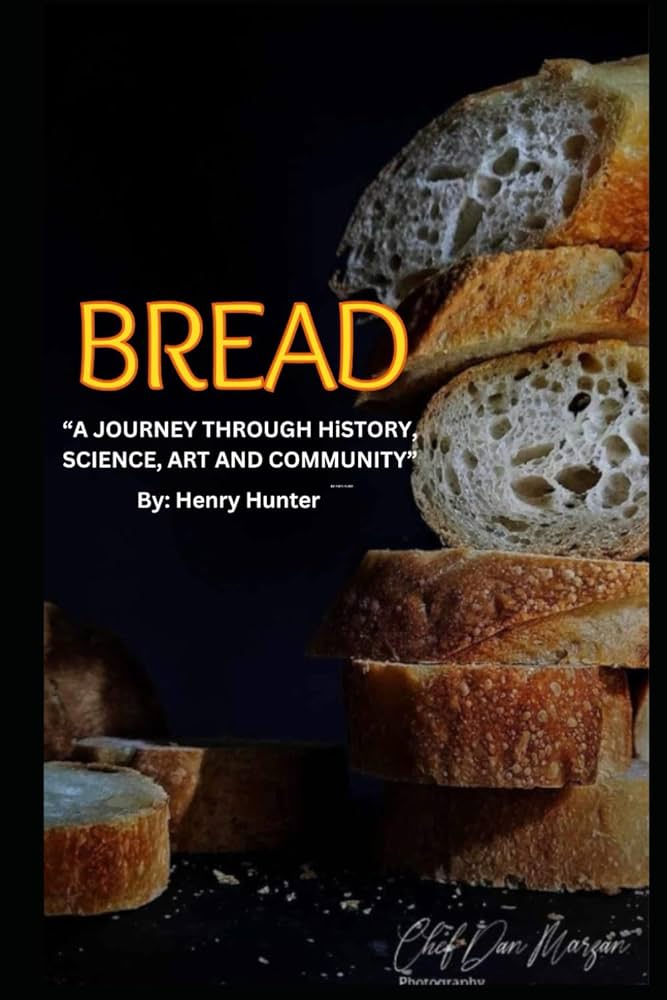 BREAD
“A JOURNEY THROUGH HiSTORY,
SCIENCE, ART AND COMMUNITY”
By: Henry Hunter
Chef Dan Marzan
Photography